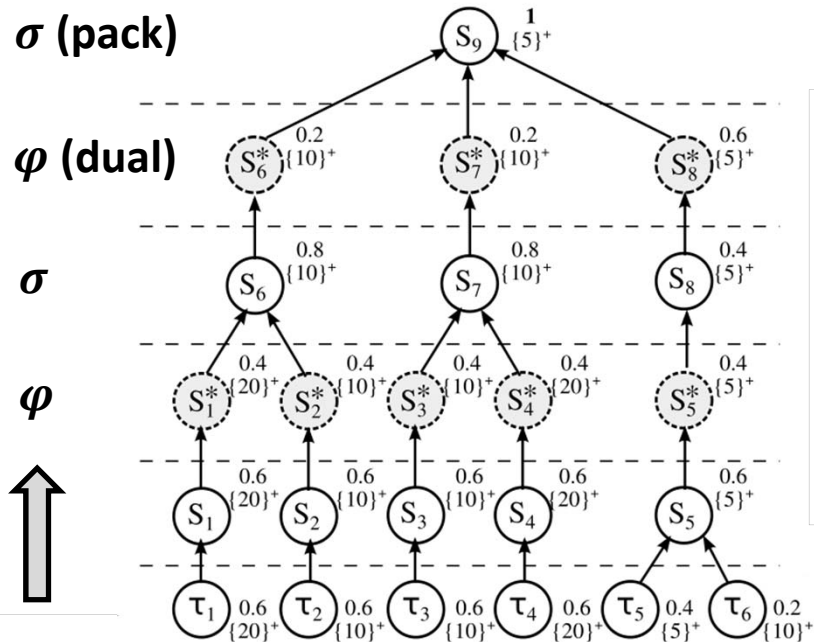 σ (pack)
S₉ 1 {5}⁺
φ (dual)
S₆* 0.2 {10}⁺ S₇* 0.2 {10}⁺ S₈* 0.6 {5}⁺
σ
S₆ 0.8 {10}⁺ S₇ 0.8 {10}⁺ S₈ 0.4 {5}⁺
φ
S₁* 0.4 {20}⁺ S₂* 0.4 {10}⁺ S₃* 0.4 {10}⁺ S₄* 0.4 {20}⁺ S₅* 0.4 {5}⁺
S₁ 0.6 {20}⁺ S₂ 0.6 {10}⁺ S₃ 0.6 {10}⁺ S₄ 0.6 {20}⁺ S₅ 0.6 {5}⁺
τ₁ 0.6 {20}⁺ τ₂ 0.6 {10}⁺ τ₃ 0.6 {10}⁺ τ₄ 0.6 {20}⁺ τ₅ 0.4 {5}⁺ τ₆ 0.2 {10}⁺